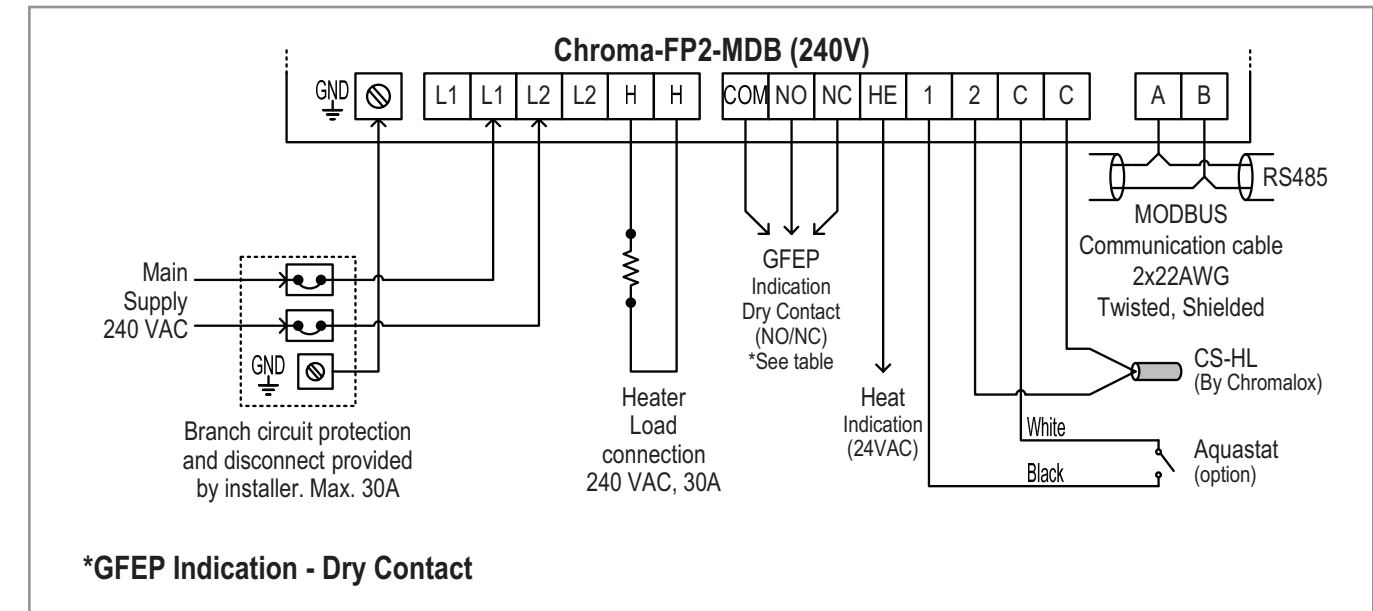 Chroma-FP2-MDB (240V)
GND
L1 L1 L2 L2 H H COM NO NC HE 1 2 C C A B
RS485
MODBUS
Communication cable
2x22AWG
Twisted, Shielded
Main
Supply
240 VAC
GND
Branch circuit protection
and disconnect provided
by installer. Max. 30A
Heater
Load
connection
240 VAC, 30A
GFEP
Indication
Dry Contact
(NO/NC)
*See table
Heat
Indication
(24VAC)
CS-HL
(By Chromalox)
White
Black
Aquastat
(option)
*GFEP Indication - Dry Contact